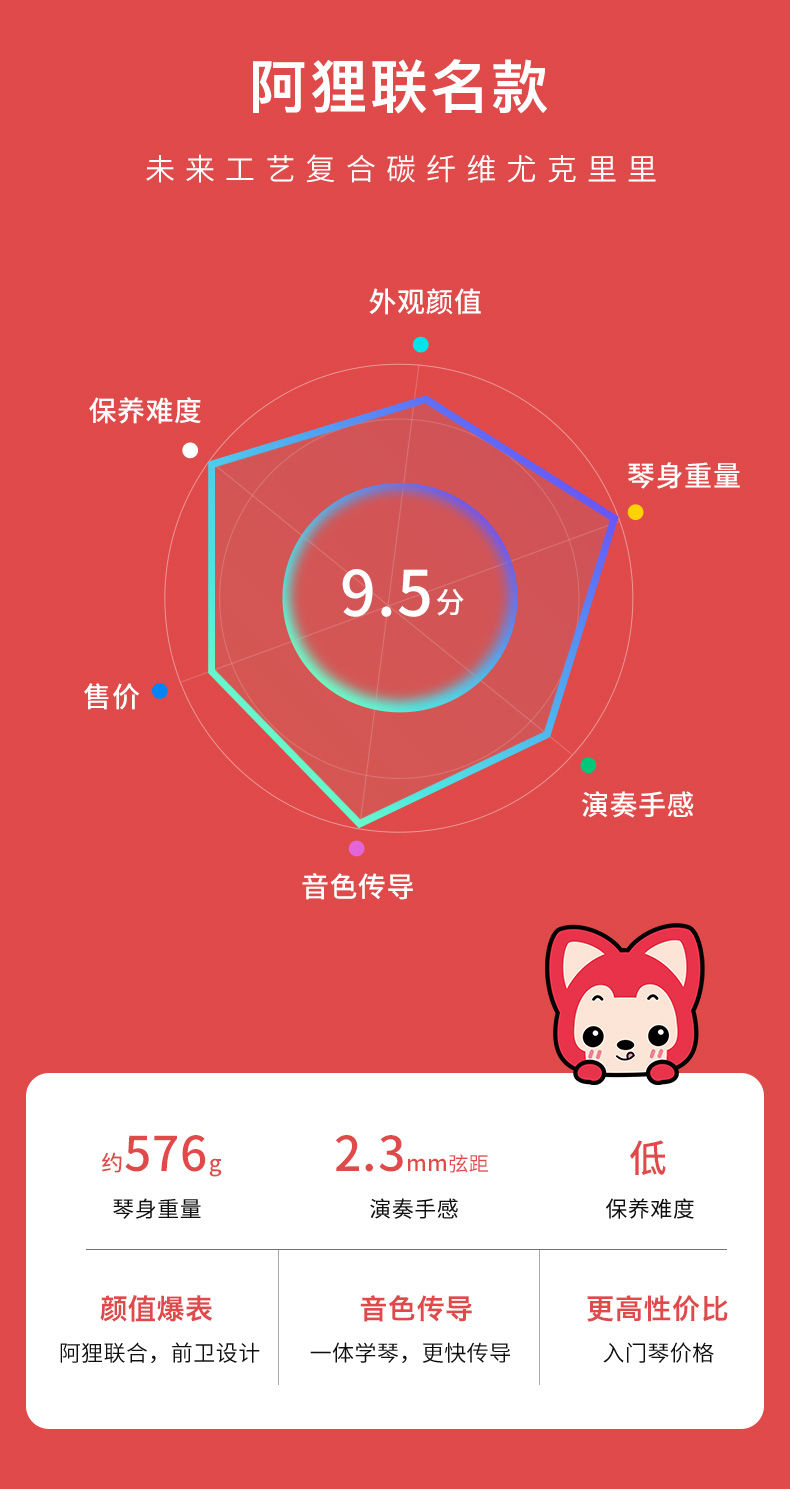 阿狸联名款
未来工艺复合碳纤维尤克里里
外观颜值
保养难度
琴身重量
9.5分
售价
演奏手感
音色传导
约576g
2.3mm弦距
低
琴身重量
演奏手感
保养难度
颜值爆表
音色传导
更高性价比
阿狸联合，前卫设计
一体学琴，更快传导
入门琴价格